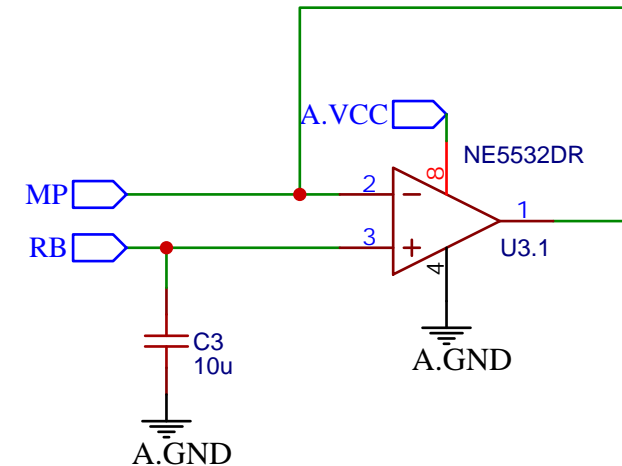 A.VCC
NE5532DR
8
MP
2
−
1
RB
3
+
U3.1
4
C3
10u
A.GND
A.GND